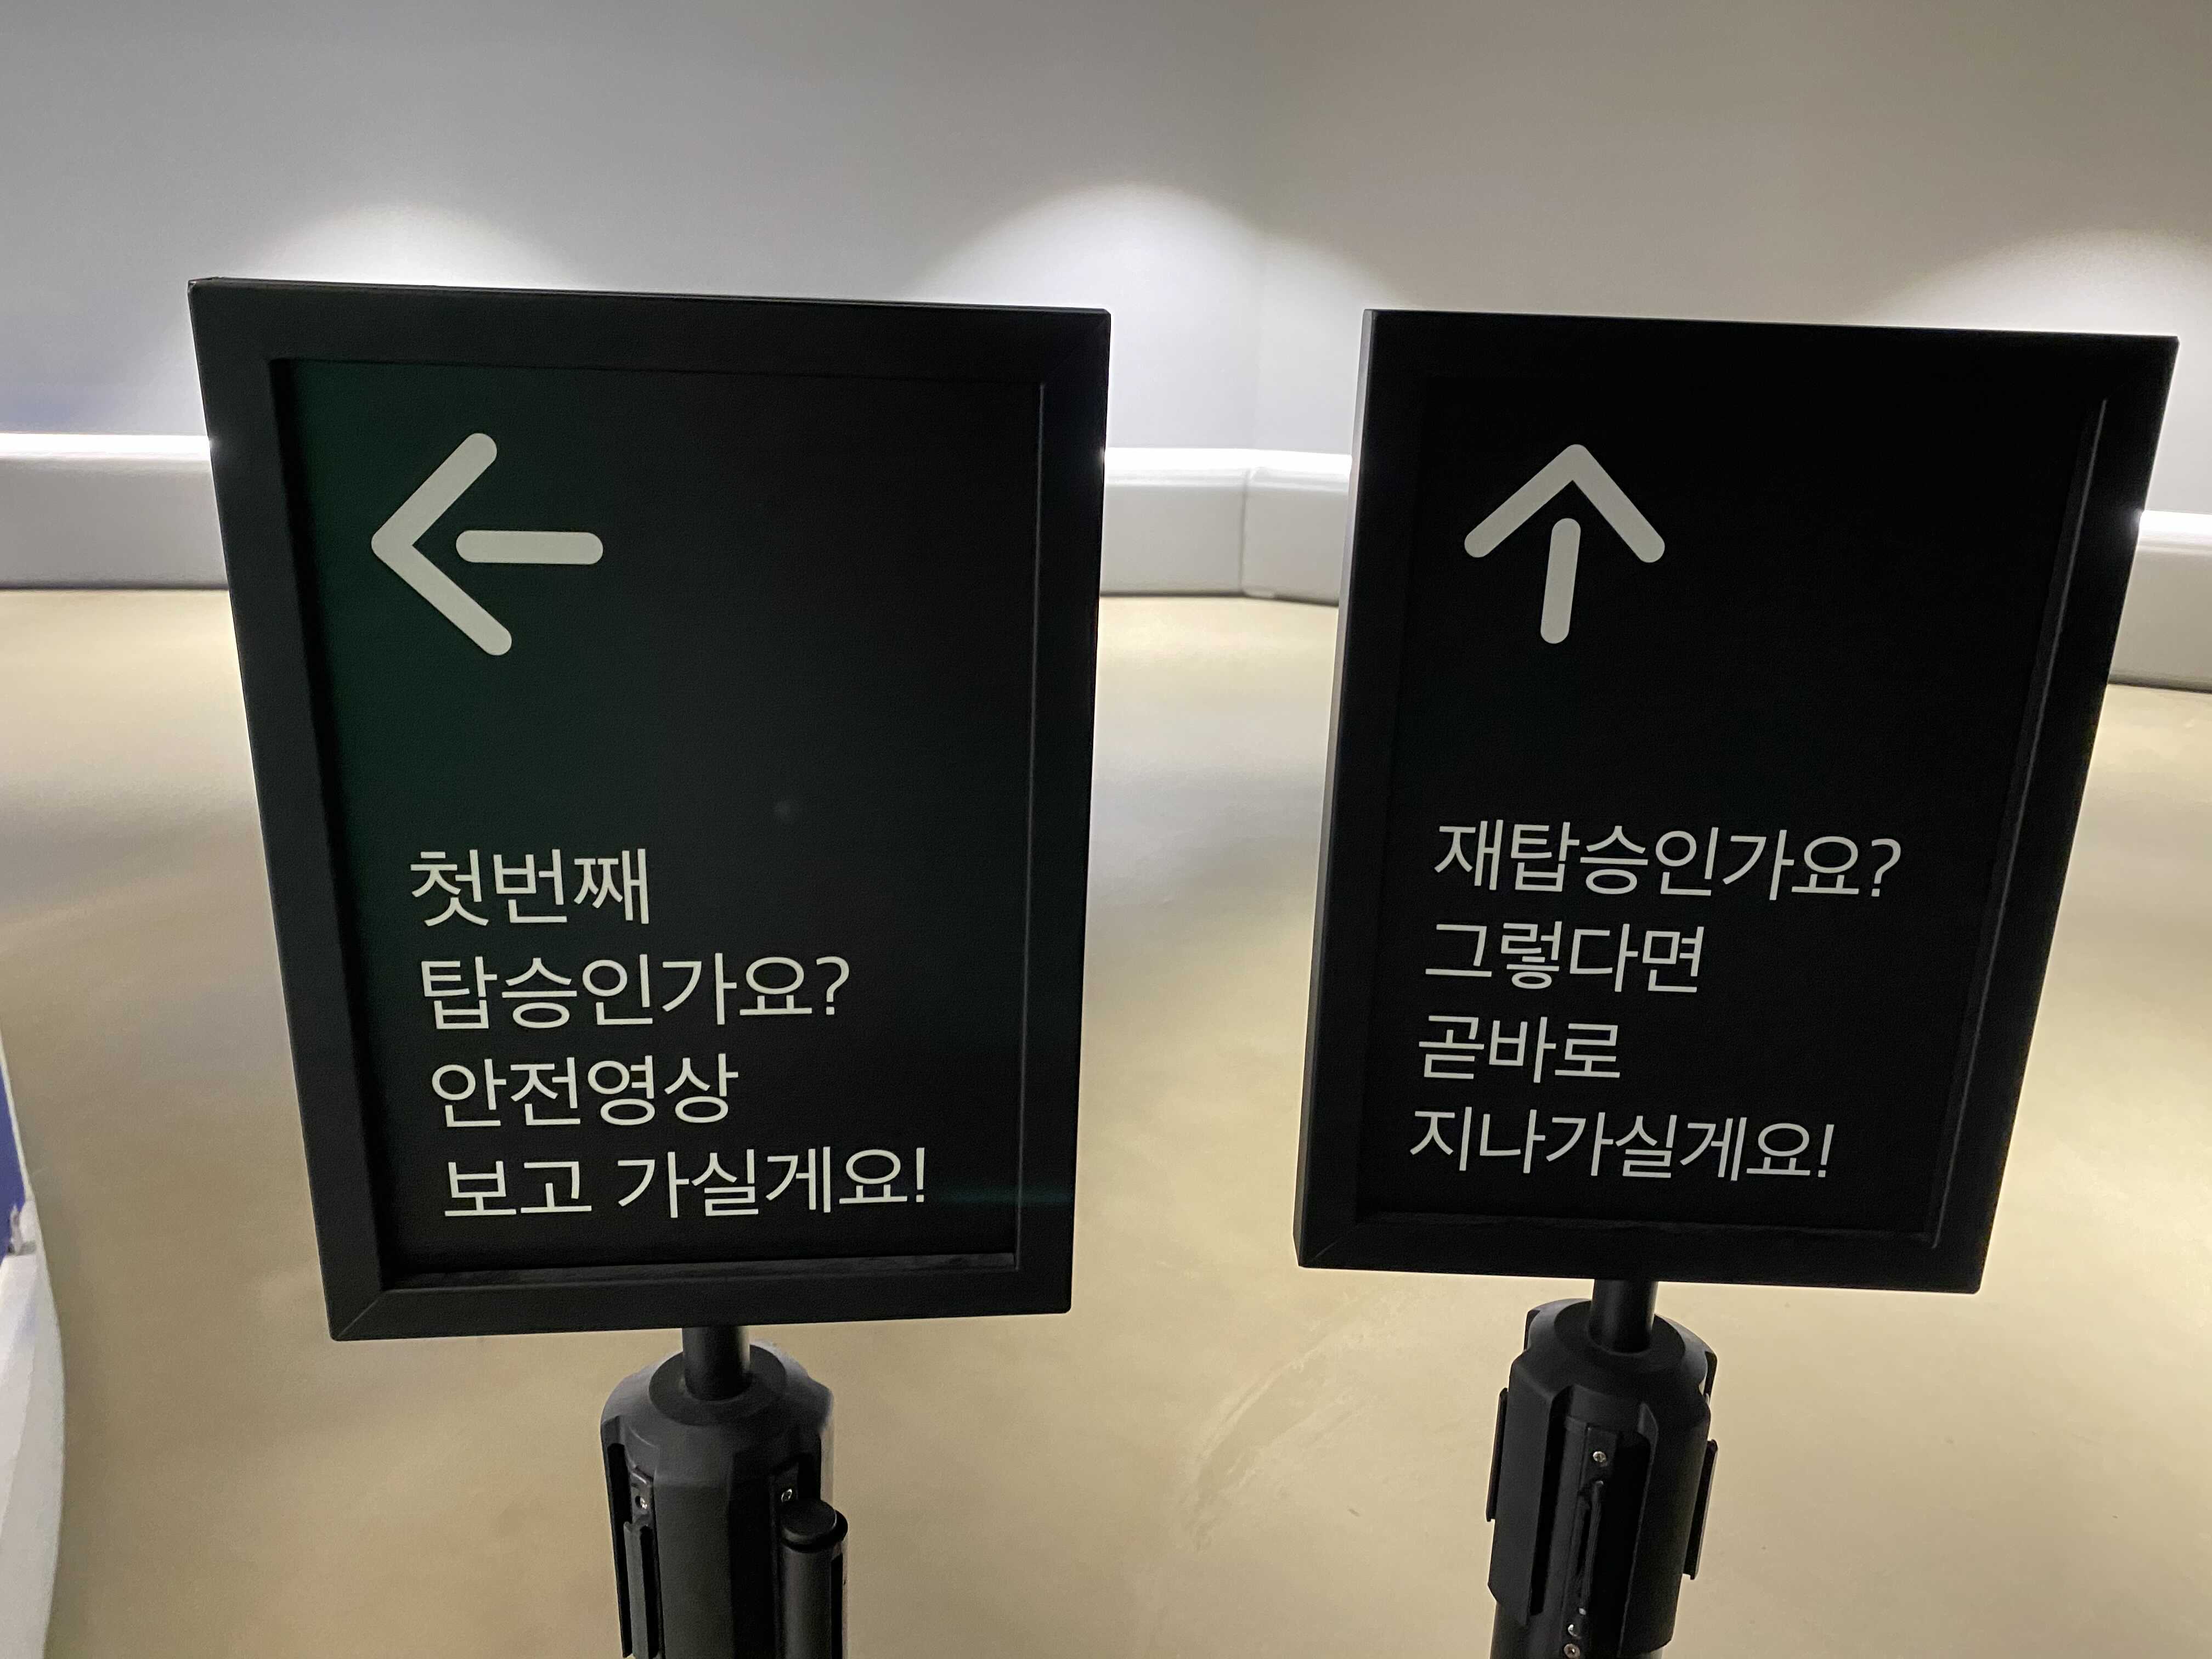 첫번째
탑승인가요?
안전영상
보고 가실게요!
재탑승인가요?
그렇다면
곧바로
지나가실게요!